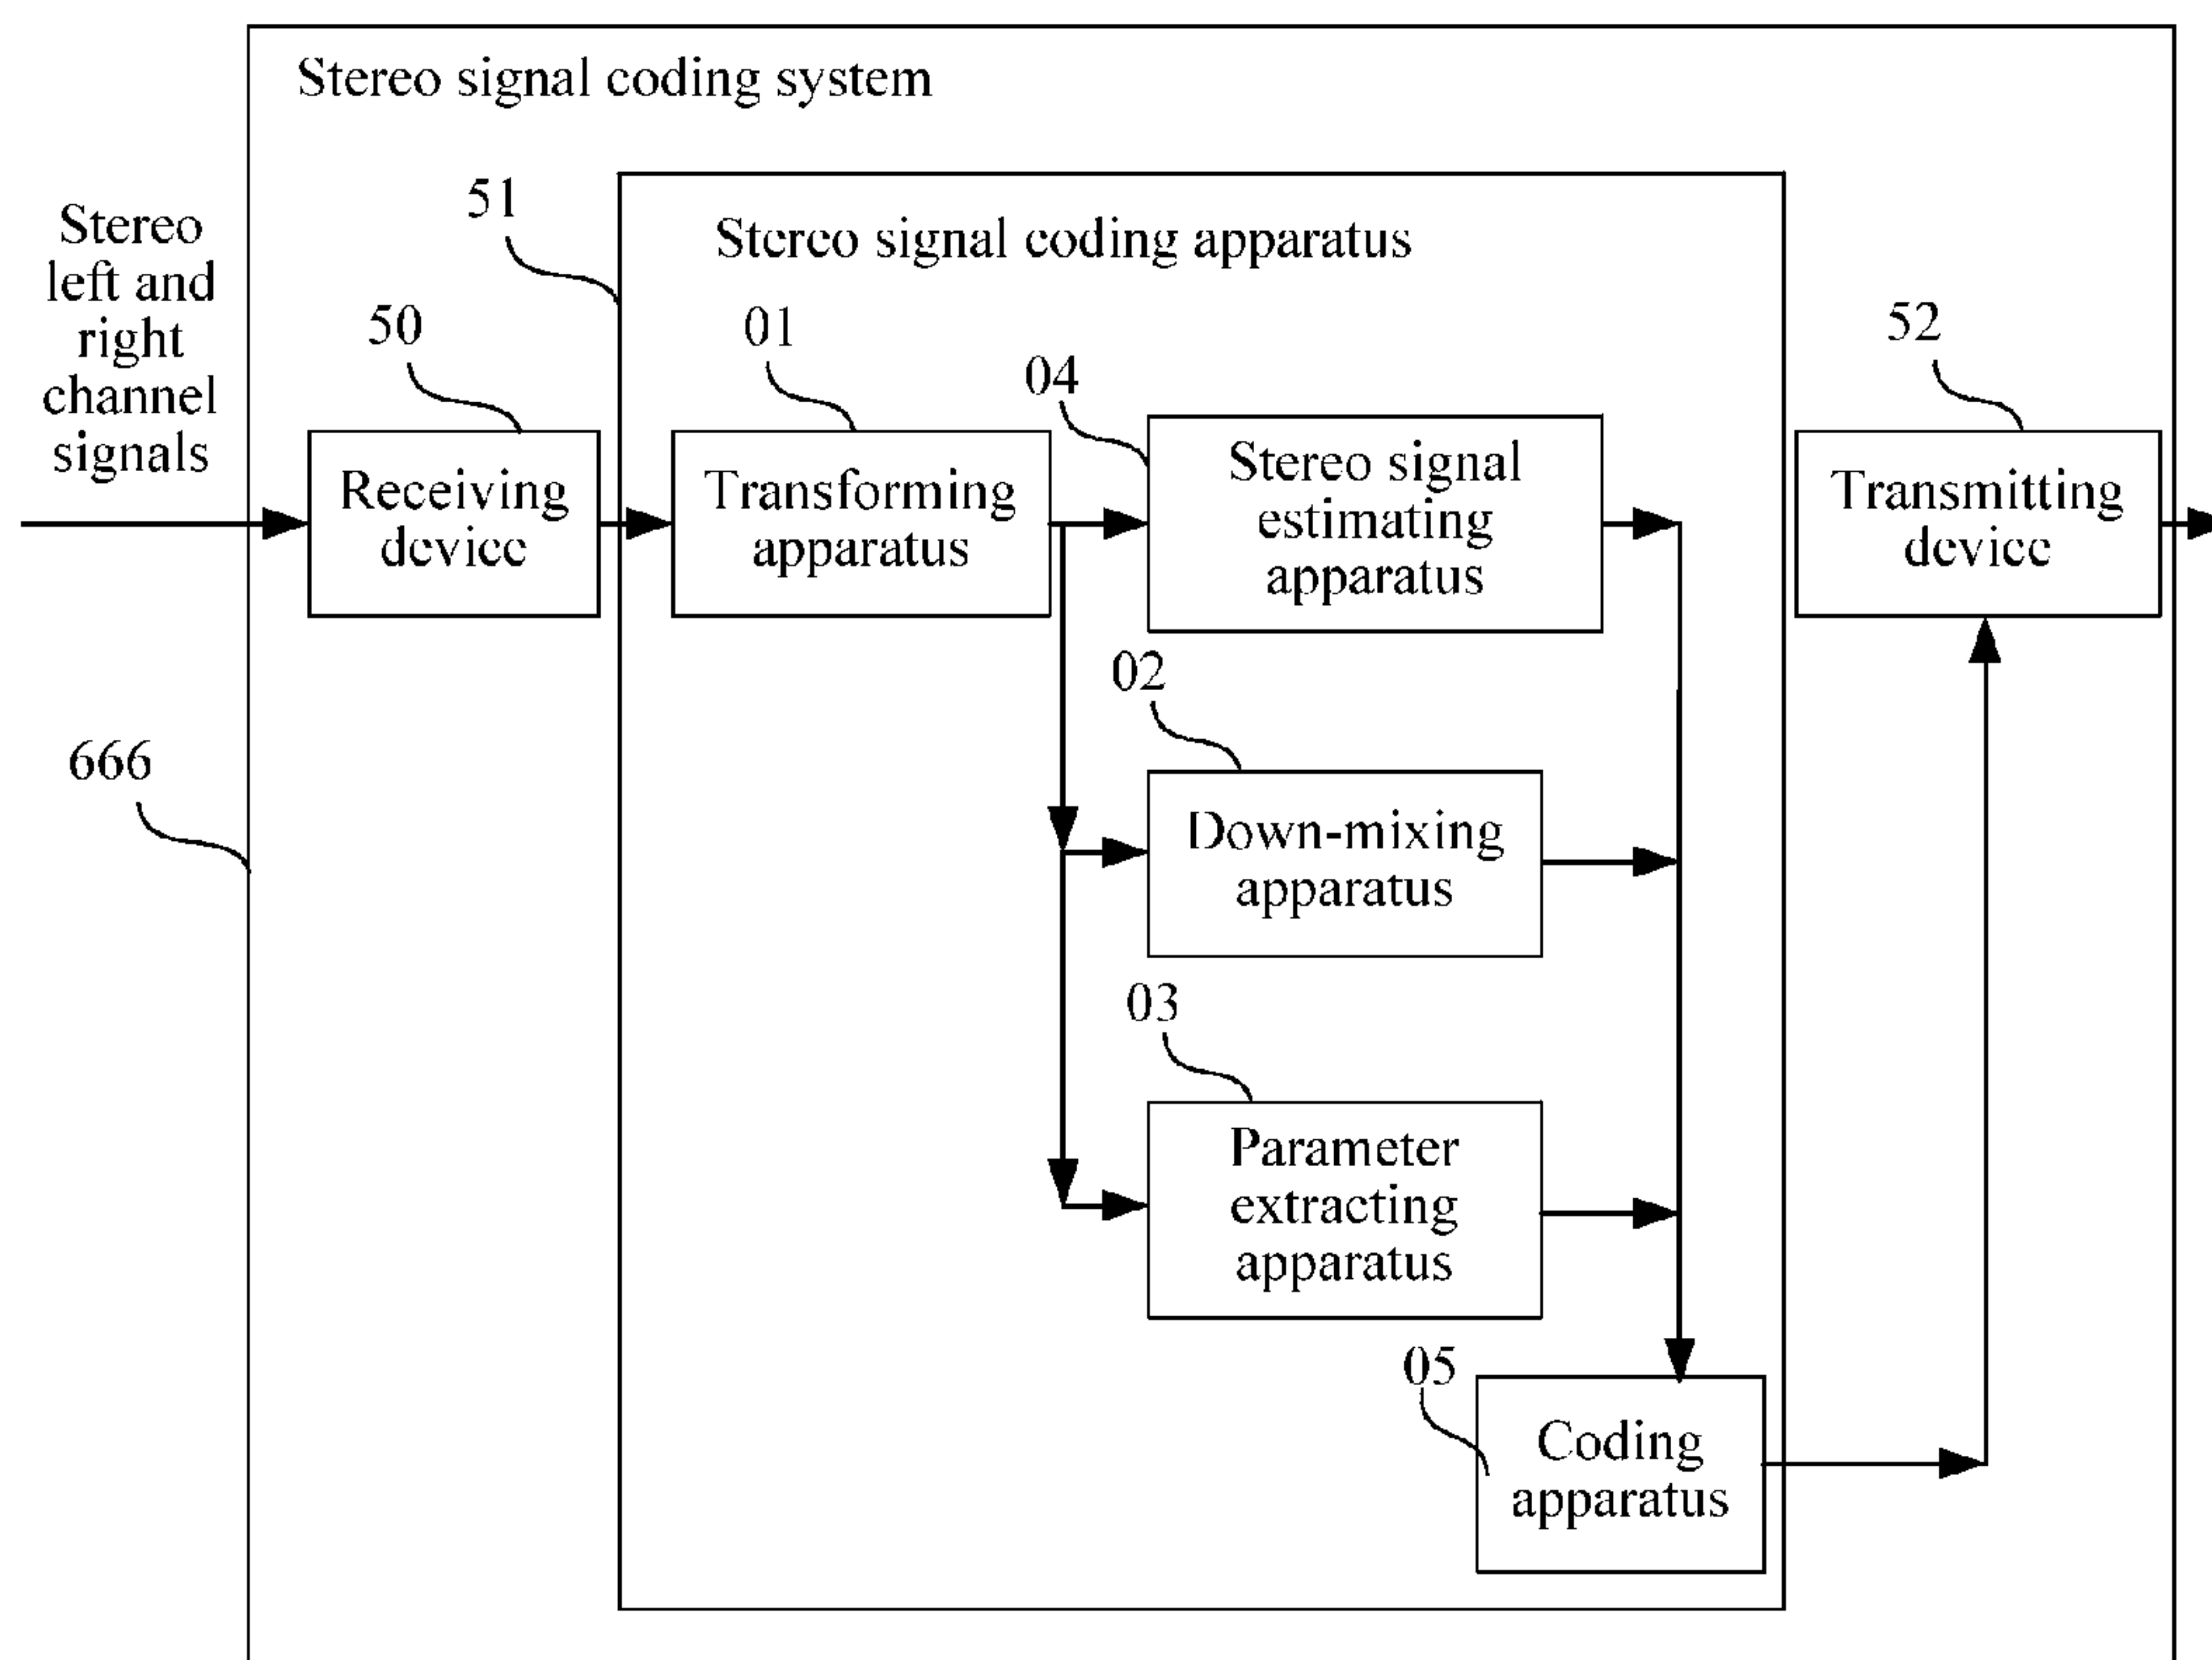 Stereo signal coding system
Stereo
left and
right
channel
signals
51
Stereo signal coding apparatus
50
01
04
52
Receiving
device
Transforming
apparatus
Stereo signal
estimating
apparatus
Transmitting
device
02
666
Down-mixing
apparatus
03
Parameter
extracting
apparatus
05
Coding
apparatus